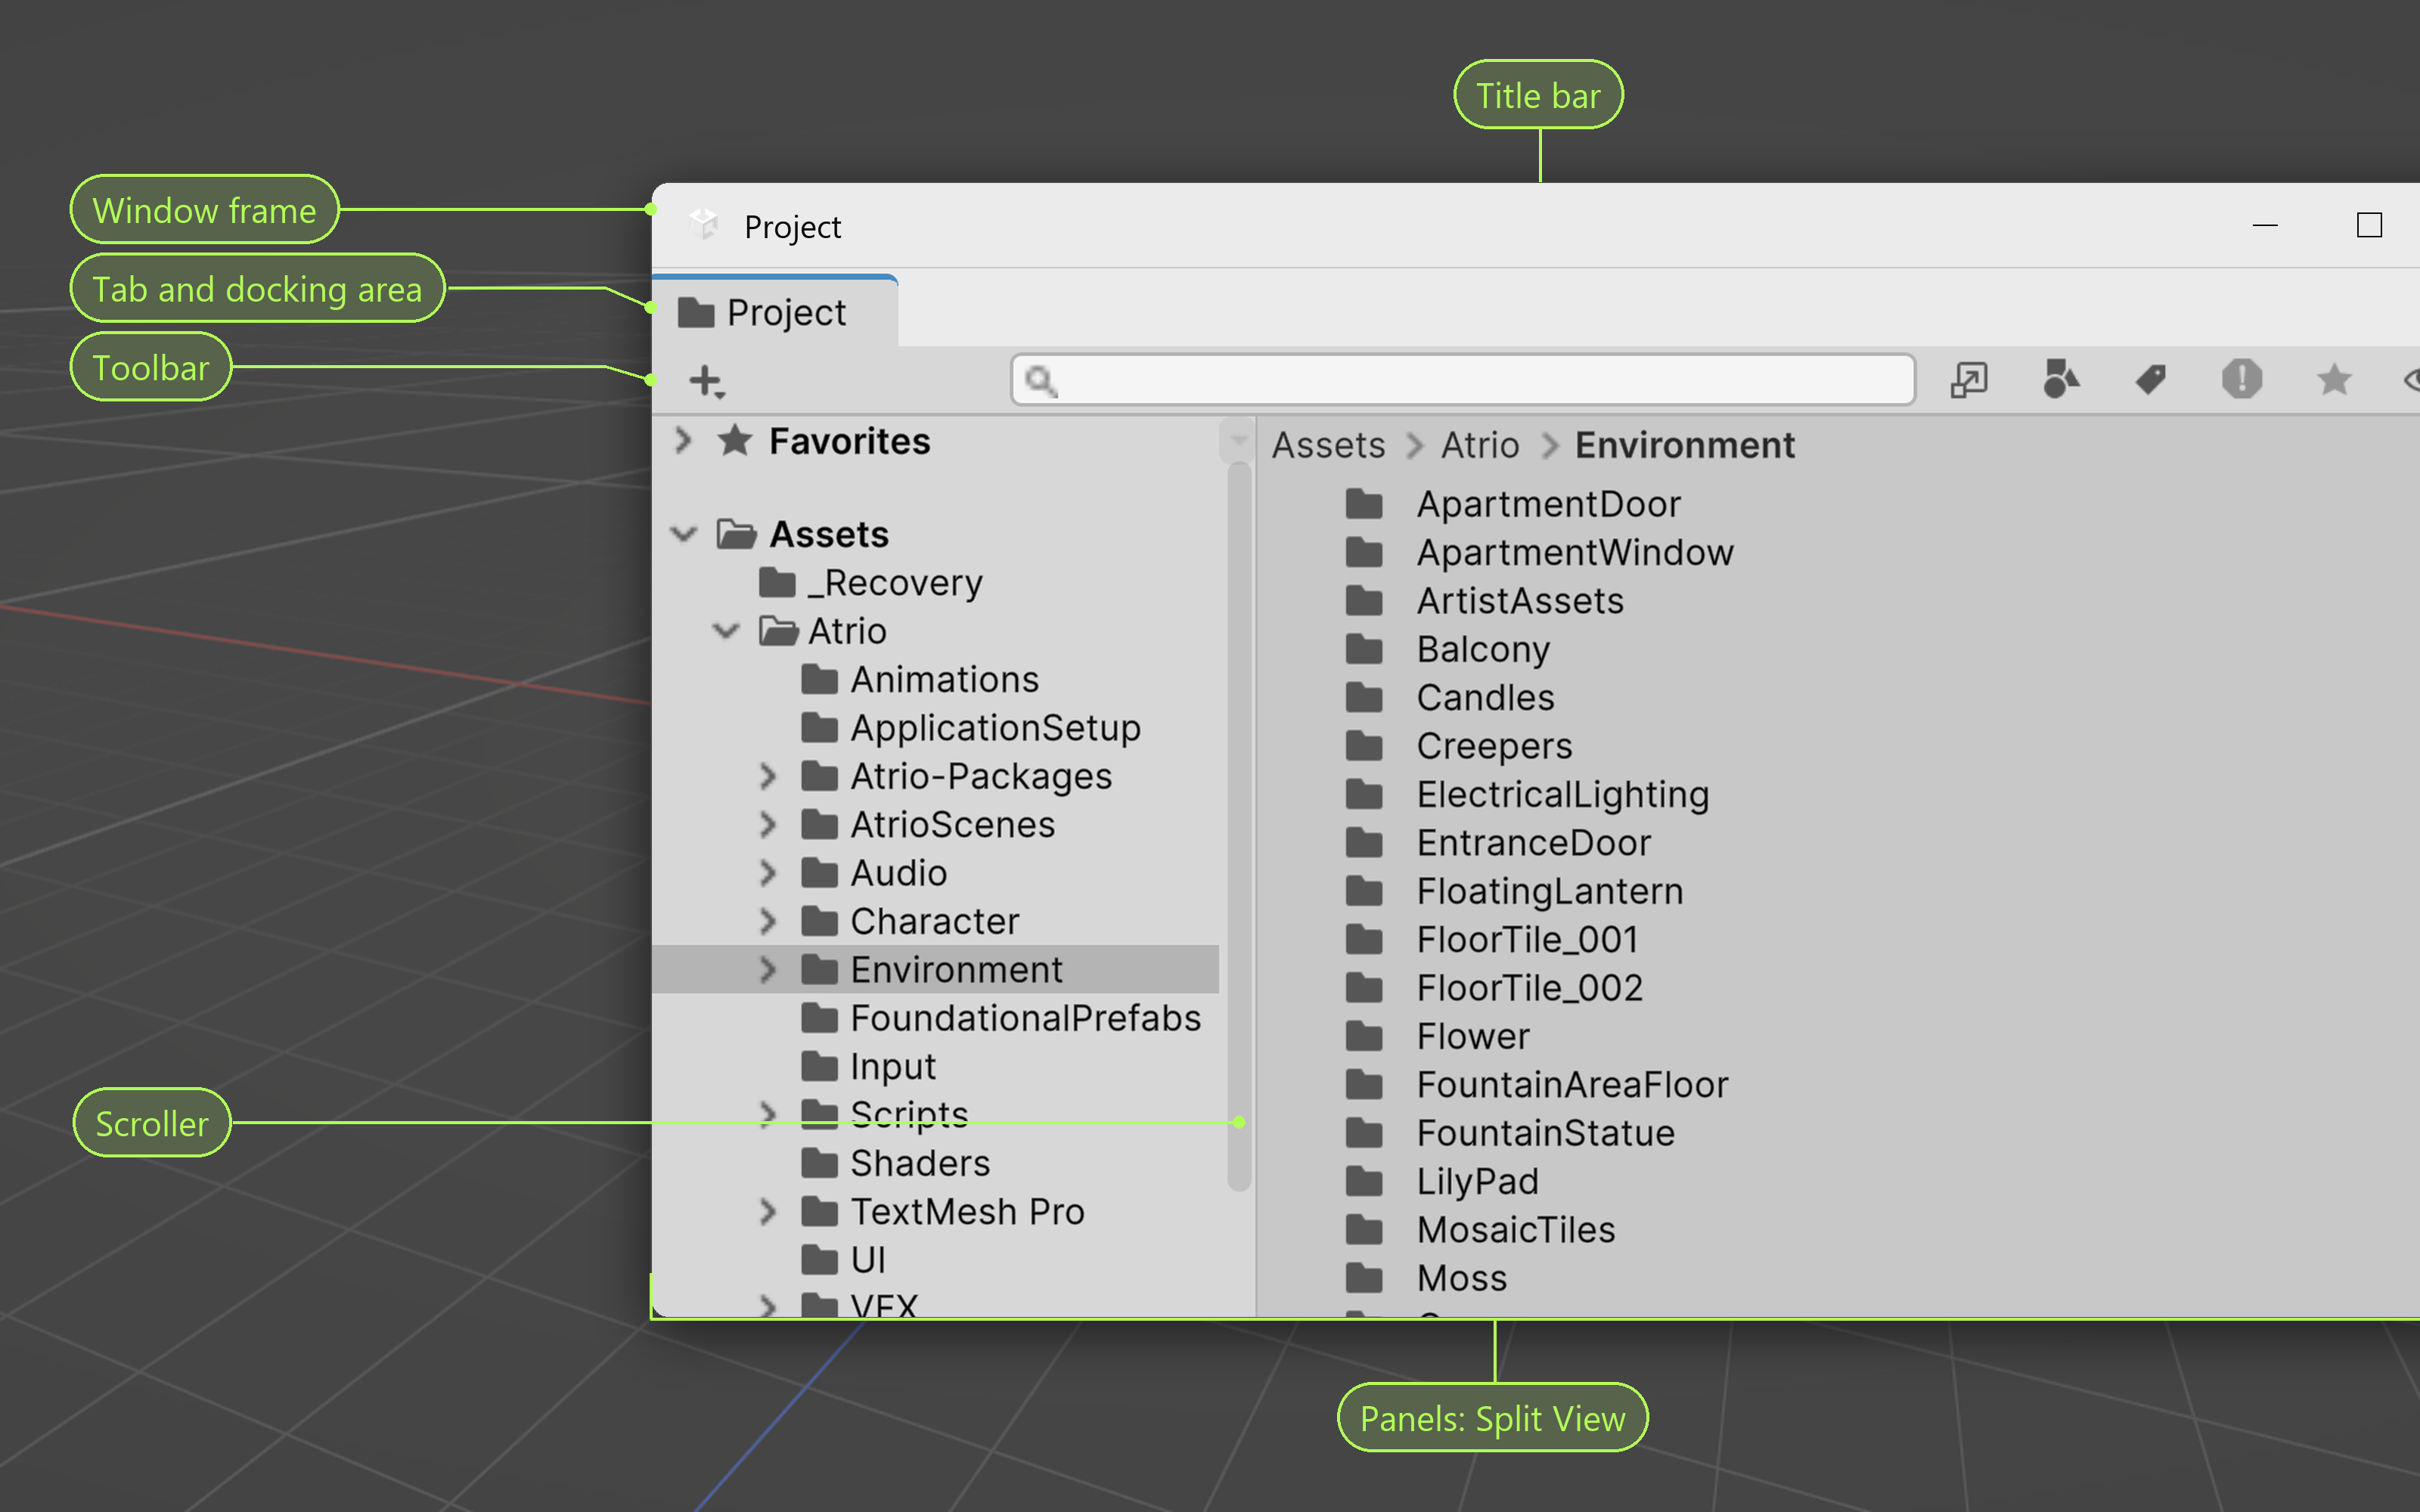 Title bar
Window frame
Tab and docking area
Toolbar
Scroller
Project
Project
Favorites
Assets
_Recovery
Atrio
Animations
ApplicationSetup
Atrio-Packages
AtrioScenes
Audio
Character
Environment
FoundationalPrefabs
Input
Scripts
Shaders
TextMesh Pro
UI
VFX
Assets > Atrio > Environment
ApartmentDoor
ApartmentWindow
ArtistAssets
Balcony
Candles
Creepers
ElectricalLighting
EntranceDoor
FloatingLantern
FloorTile_001
FloorTile_002
Flower
FountainAreaFloor
FountainStatue
LilyPad
MosaicTiles
Moss
Panels: Split View